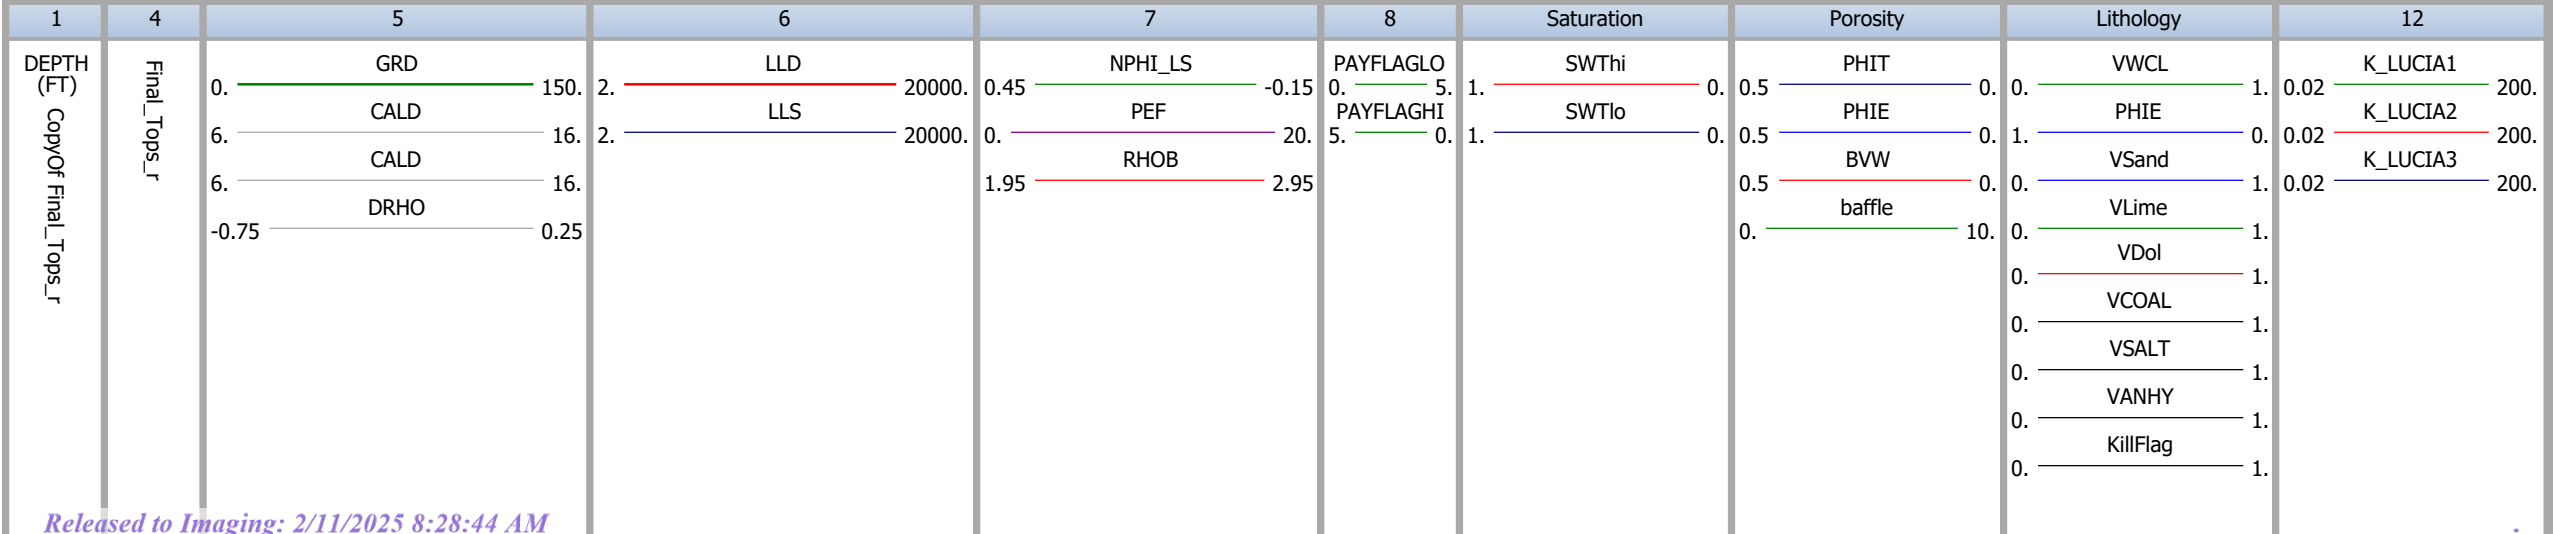 1 4 5 6 7 8 Saturation Porosity Lithology 12
DEPTH
(FT)
CopyOf Final_Tops_r
Final_Tops_r
GRD
0. 150.
CALD
6. 16.
CALD
6. 16.
DRHO
-0.75 0.25
LLD
2. 20000.
LLS
2. 20000.
NPHI_LS
0.45 -0.15
PEF
0. 20.
RHOB
1.95 2.95
PAYFLAGLO
0. 5.
PAYFLAGHI
5. 0.
SWThi
1. 0.
SWTlo
1. 0.
PHIT
0.5 0.
PHIE
0.5 0.
BVW
0.5 0.
baffle
0. 10.
VWCL
0. 1.
PHIE
1. 0.
VSand
0. 1.
VLime
0. 1.
VDol
0. 1.
VCOAL
0. 1.
VSALT
0. 1.
VANHY
0. 1.
KillFlag
0. 1.
K_LUCIA1
0.02 200.
K_LUCIA2
0.02 200.
K_LUCIA3
0.02 200.
Released to Imaging: 2/11/2025 8:28:44 AM